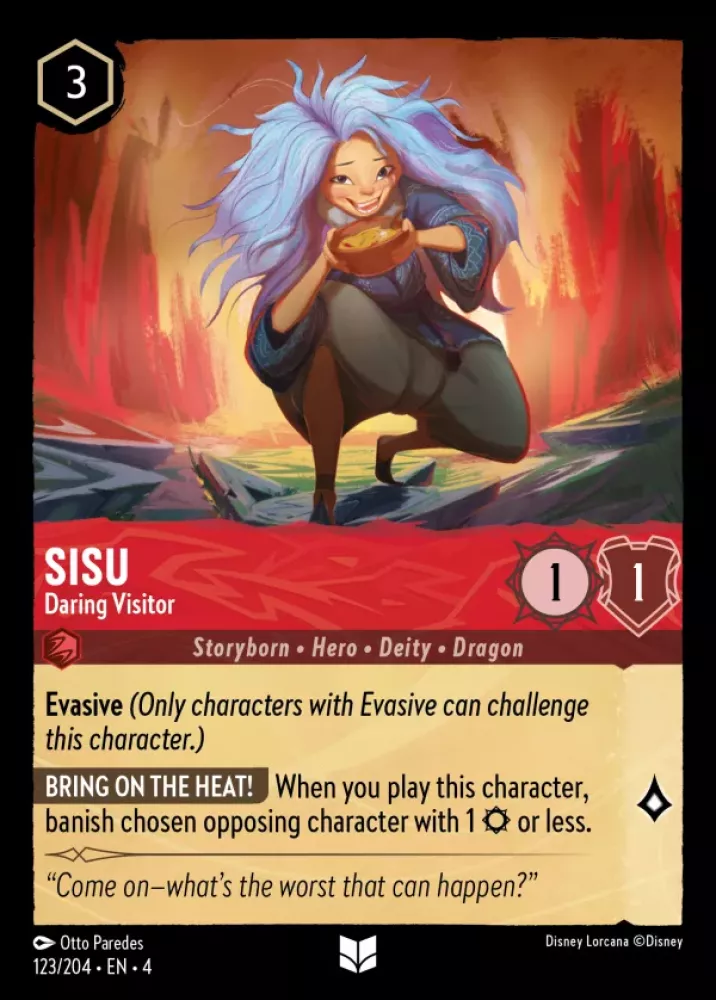 3
SISU
Daring Visitor
1
1
Storyborn • Hero • Deity • Dragon
Evasive (Only characters with Evasive can challenge
this character.)
BRING ON THE HEAT! When you play this character,
banish chosen opposing character with 1 or less.
“Come on–what’s the worst that can happen?”
Otto Paredes
Disney Lorcana ©Disney
123/204 • EN • 4